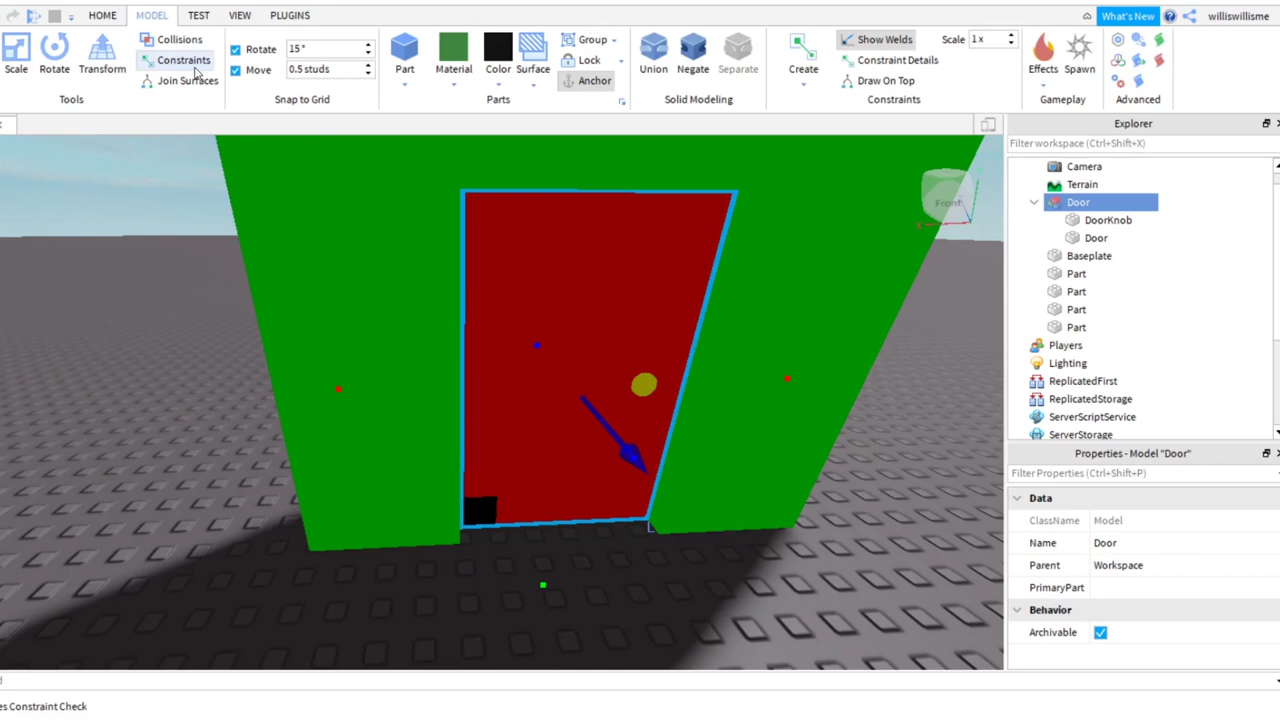 HOME MODEL TEST VIEW PLUGINS What's New williswillisme
Collisions Rotate 15° Group Show Welds Scale 1 x
Scale Rotate Transform Constraints Move 0.5 studs Part Material Color Surface Lock Union Negate Separate Create Constraint Details Effects Spawn
Join Surfaces Anchor Draw On Top
Tools Snap to Grid Parts Solid Modeling Constraints Gameplay Advanced
Explorer
Filter workspace (Ctrl+Shift+X)
Camera
Terrain
Door
DoorKnob
Door
Baseplate
Part
Part
Part
Part
Players
Lighting
ReplicatedFirst
ReplicatedStorage
ServerScriptService
ServerStorage
Front
X
Properties - Model "Door"
Filter Properties (Ctrl+Shift+P)
Data
ClassName Model
Name Door
Parent Workspace
PrimaryPart
Behavior
Archivable
es Constraint Check